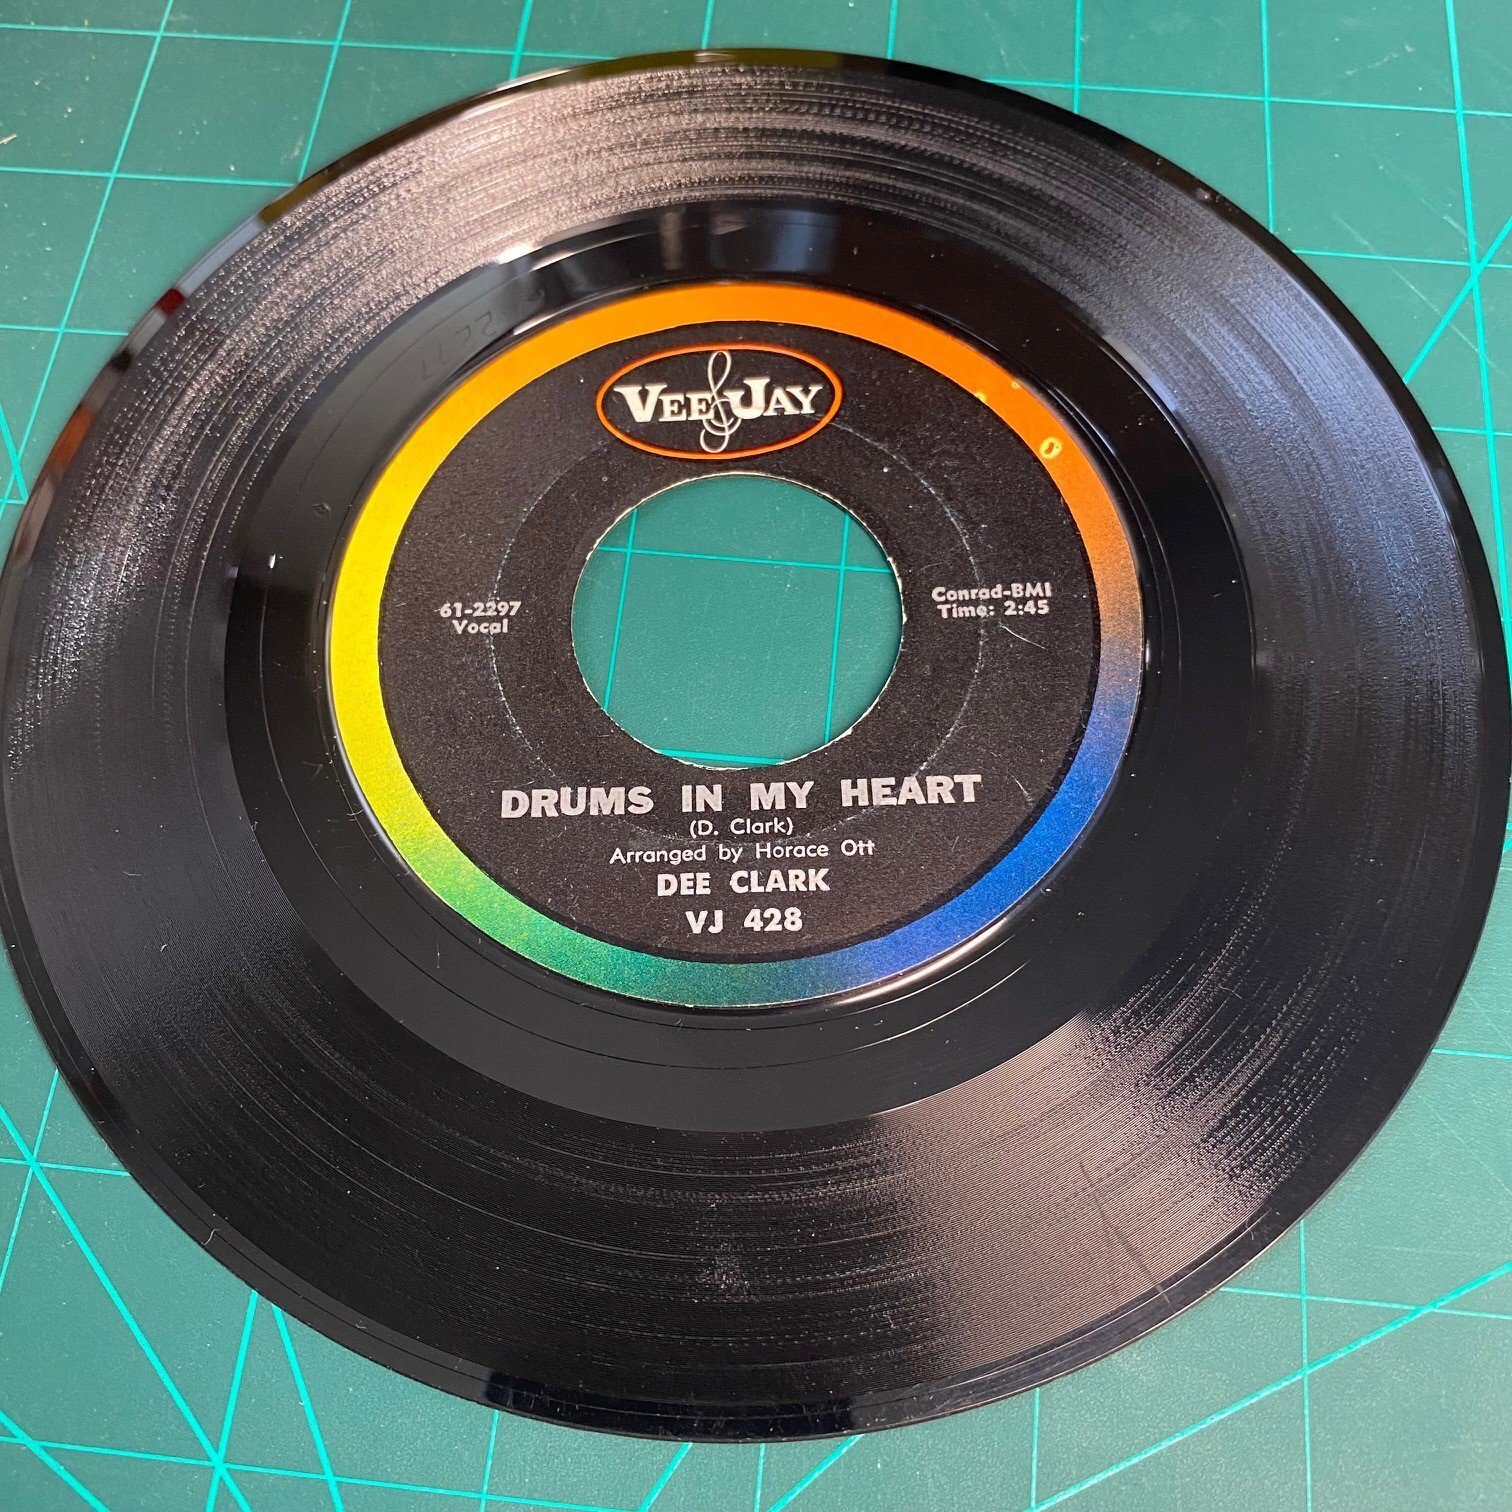 VEE JAY
61-2297
Vocal
Conrad-BMI
Time: 2:45
DRUMS IN MY HEART
(D. Clark)
Arranged by Horace Ott
DEE CLARK
VJ 428